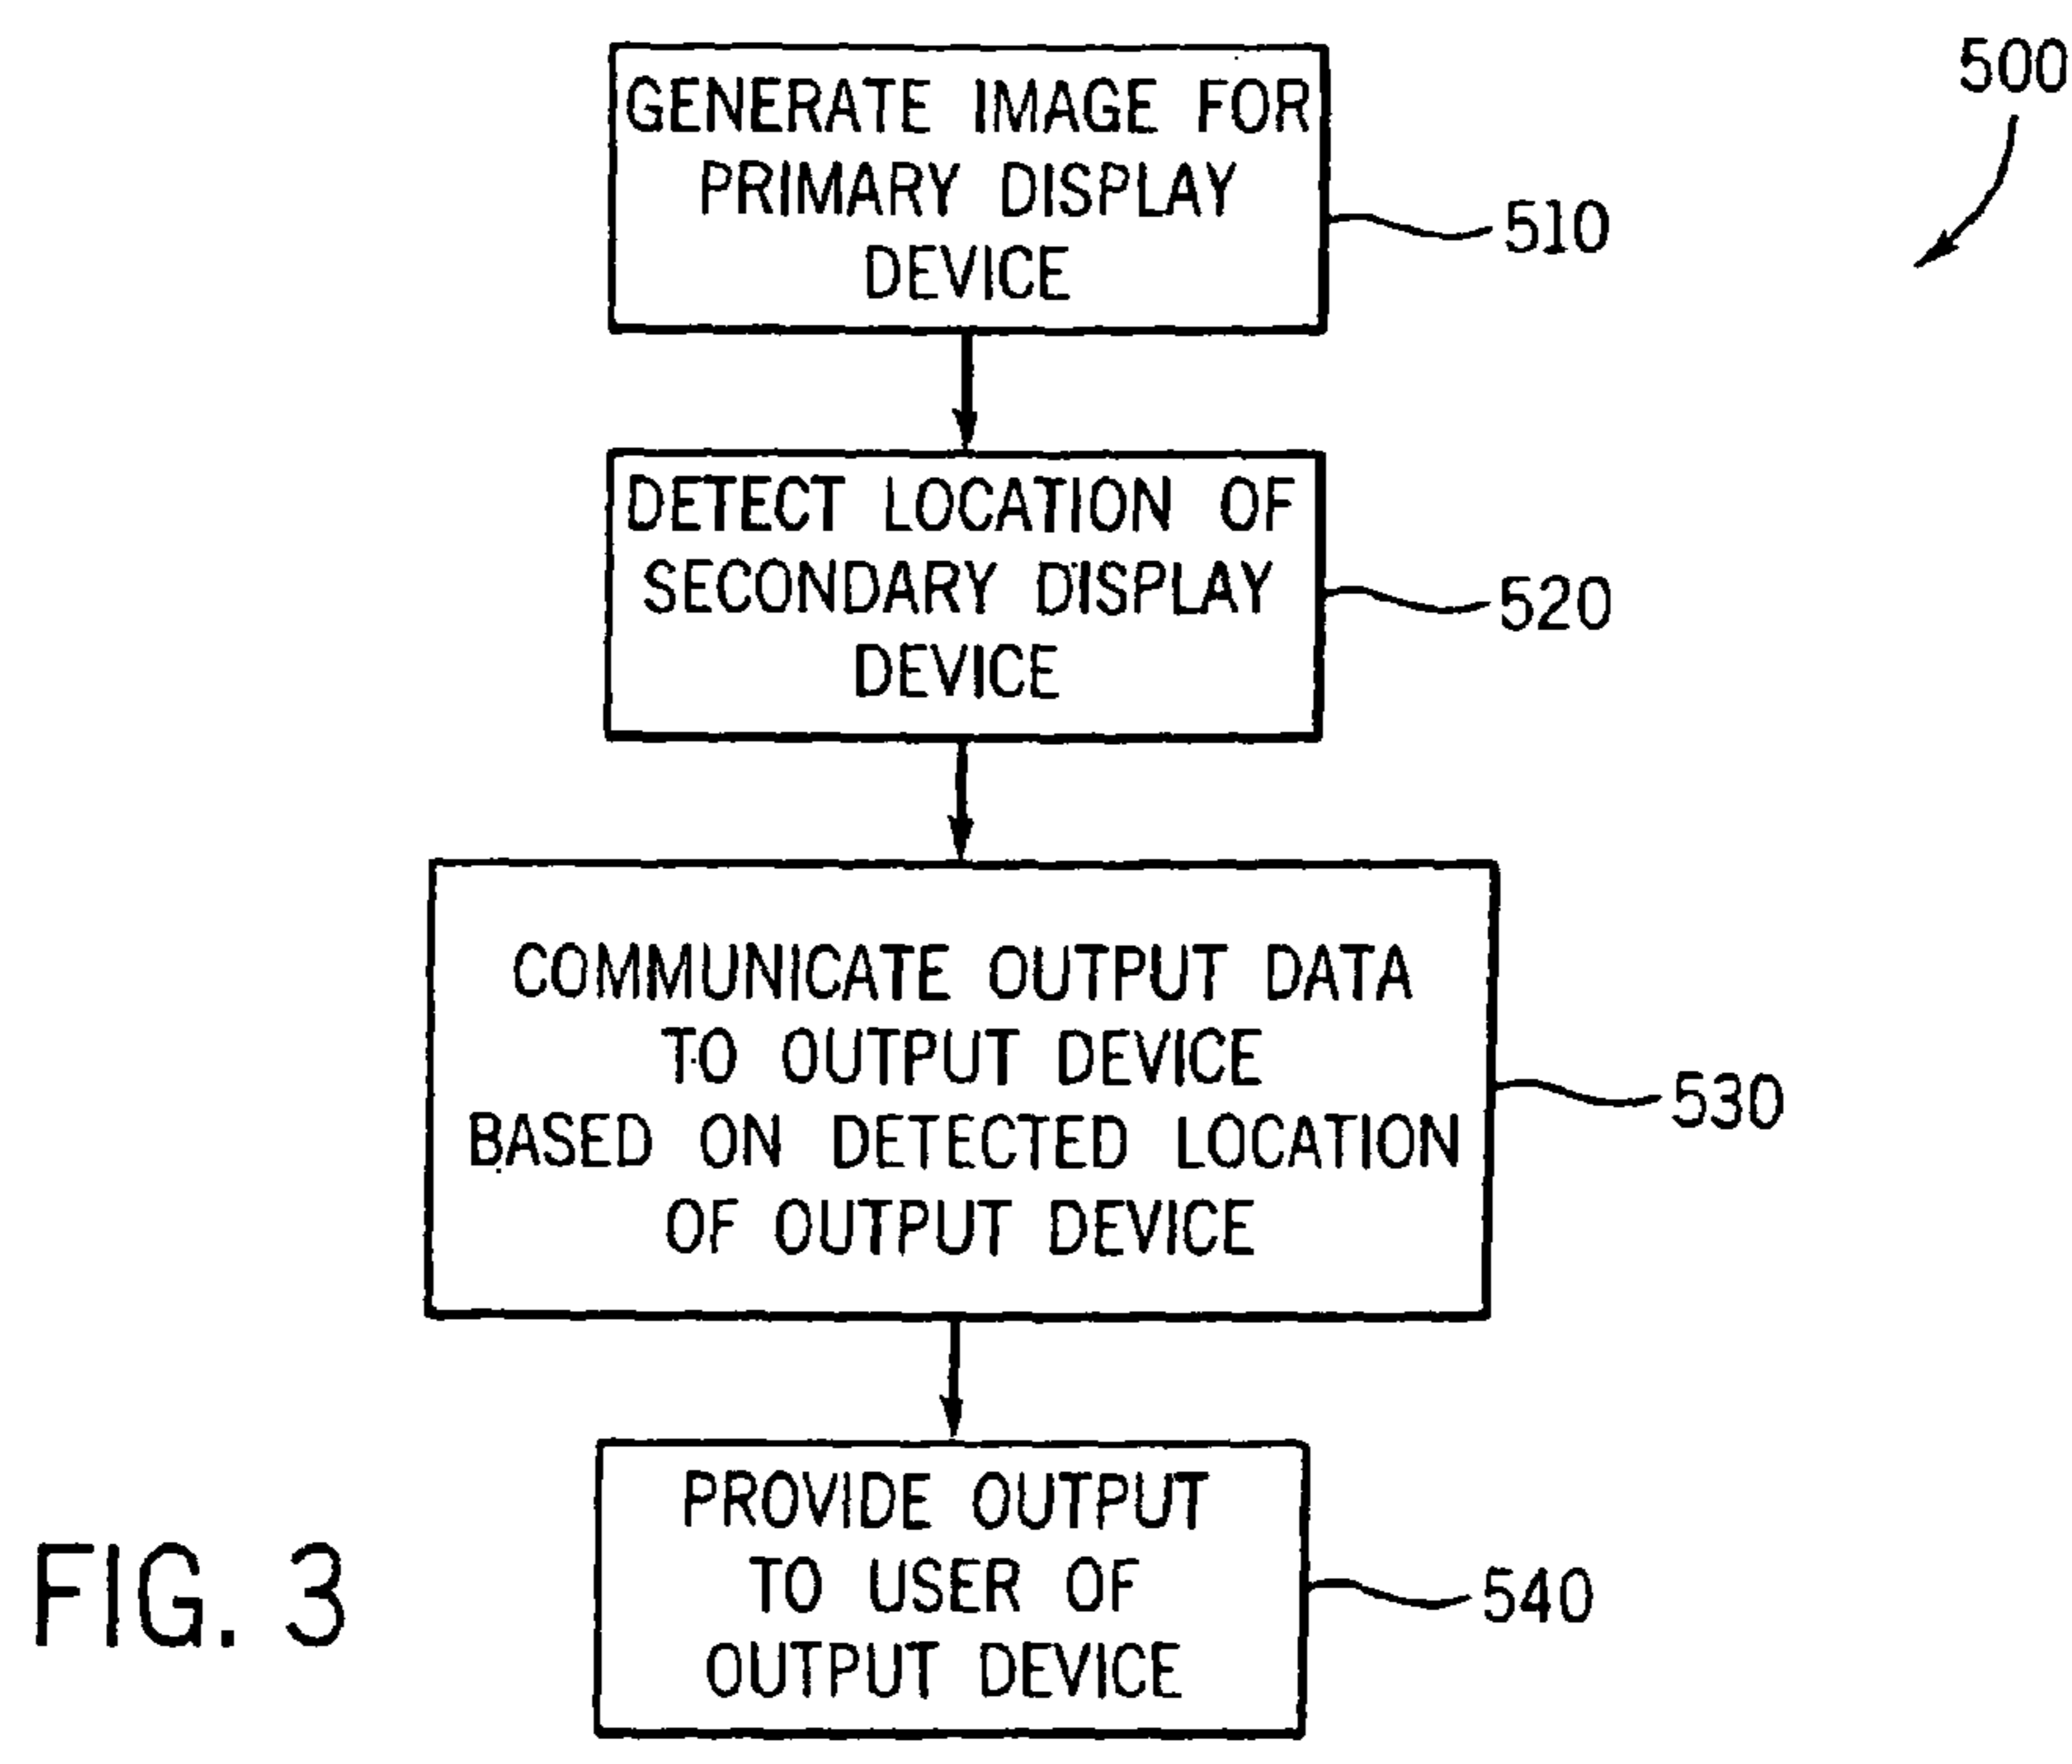 500
GENERATE IMAGE FOR
PRIMARY DISPLAY
DEVICE
510
DETECT LOCATION OF
SECONDARY DISPLAY
DEVICE
520
COMMUNICATE OUTPUT DATA
TO OUTPUT DEVICE
BASED ON DETECTED LOCATION
OF OUTPUT DEVICE
530
PROVIDE OUTPUT
TO USER OF
OUTPUT DEVICE
540
FIG. 3